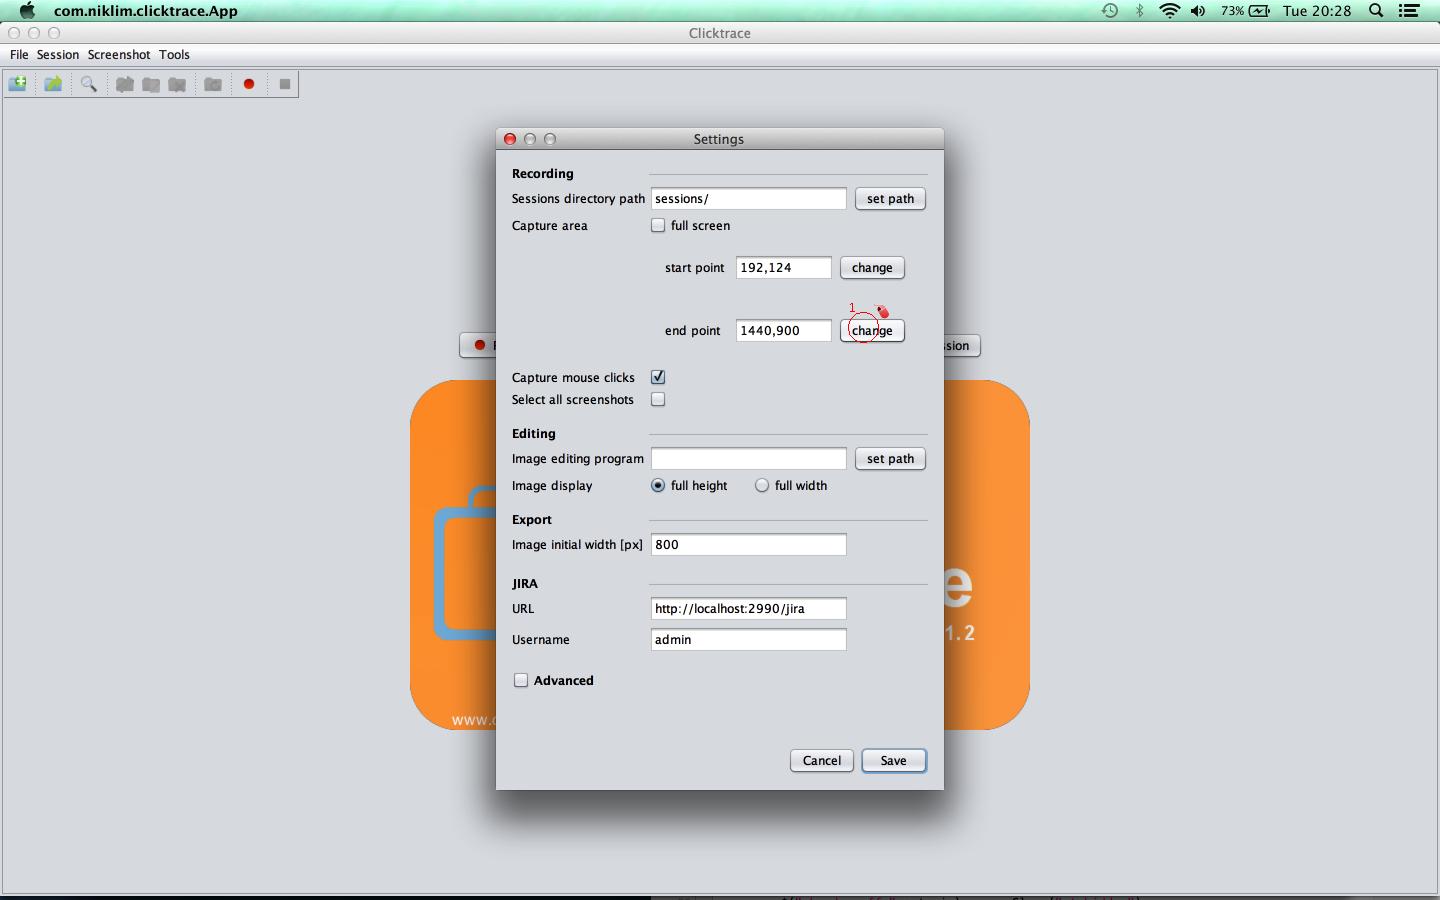 com.niklim.clicktrace.App 73% Tue 20:28
Clicktrace
File Session Screenshot Tools
Settings
Recording
Sessions directory path sessions/ set path
Capture area full screen
start point 192,124 change
1
end point 1440,900 change
ssion
Capture mouse clicks
Select all screenshots
Editing
Image editing program set path
Image display full height full width
Export
Image initial width [px] 800
JIRA
e
URL http://localhost:2990/jira
1.2
Username admin
Advanced
www.c
Cancel Save